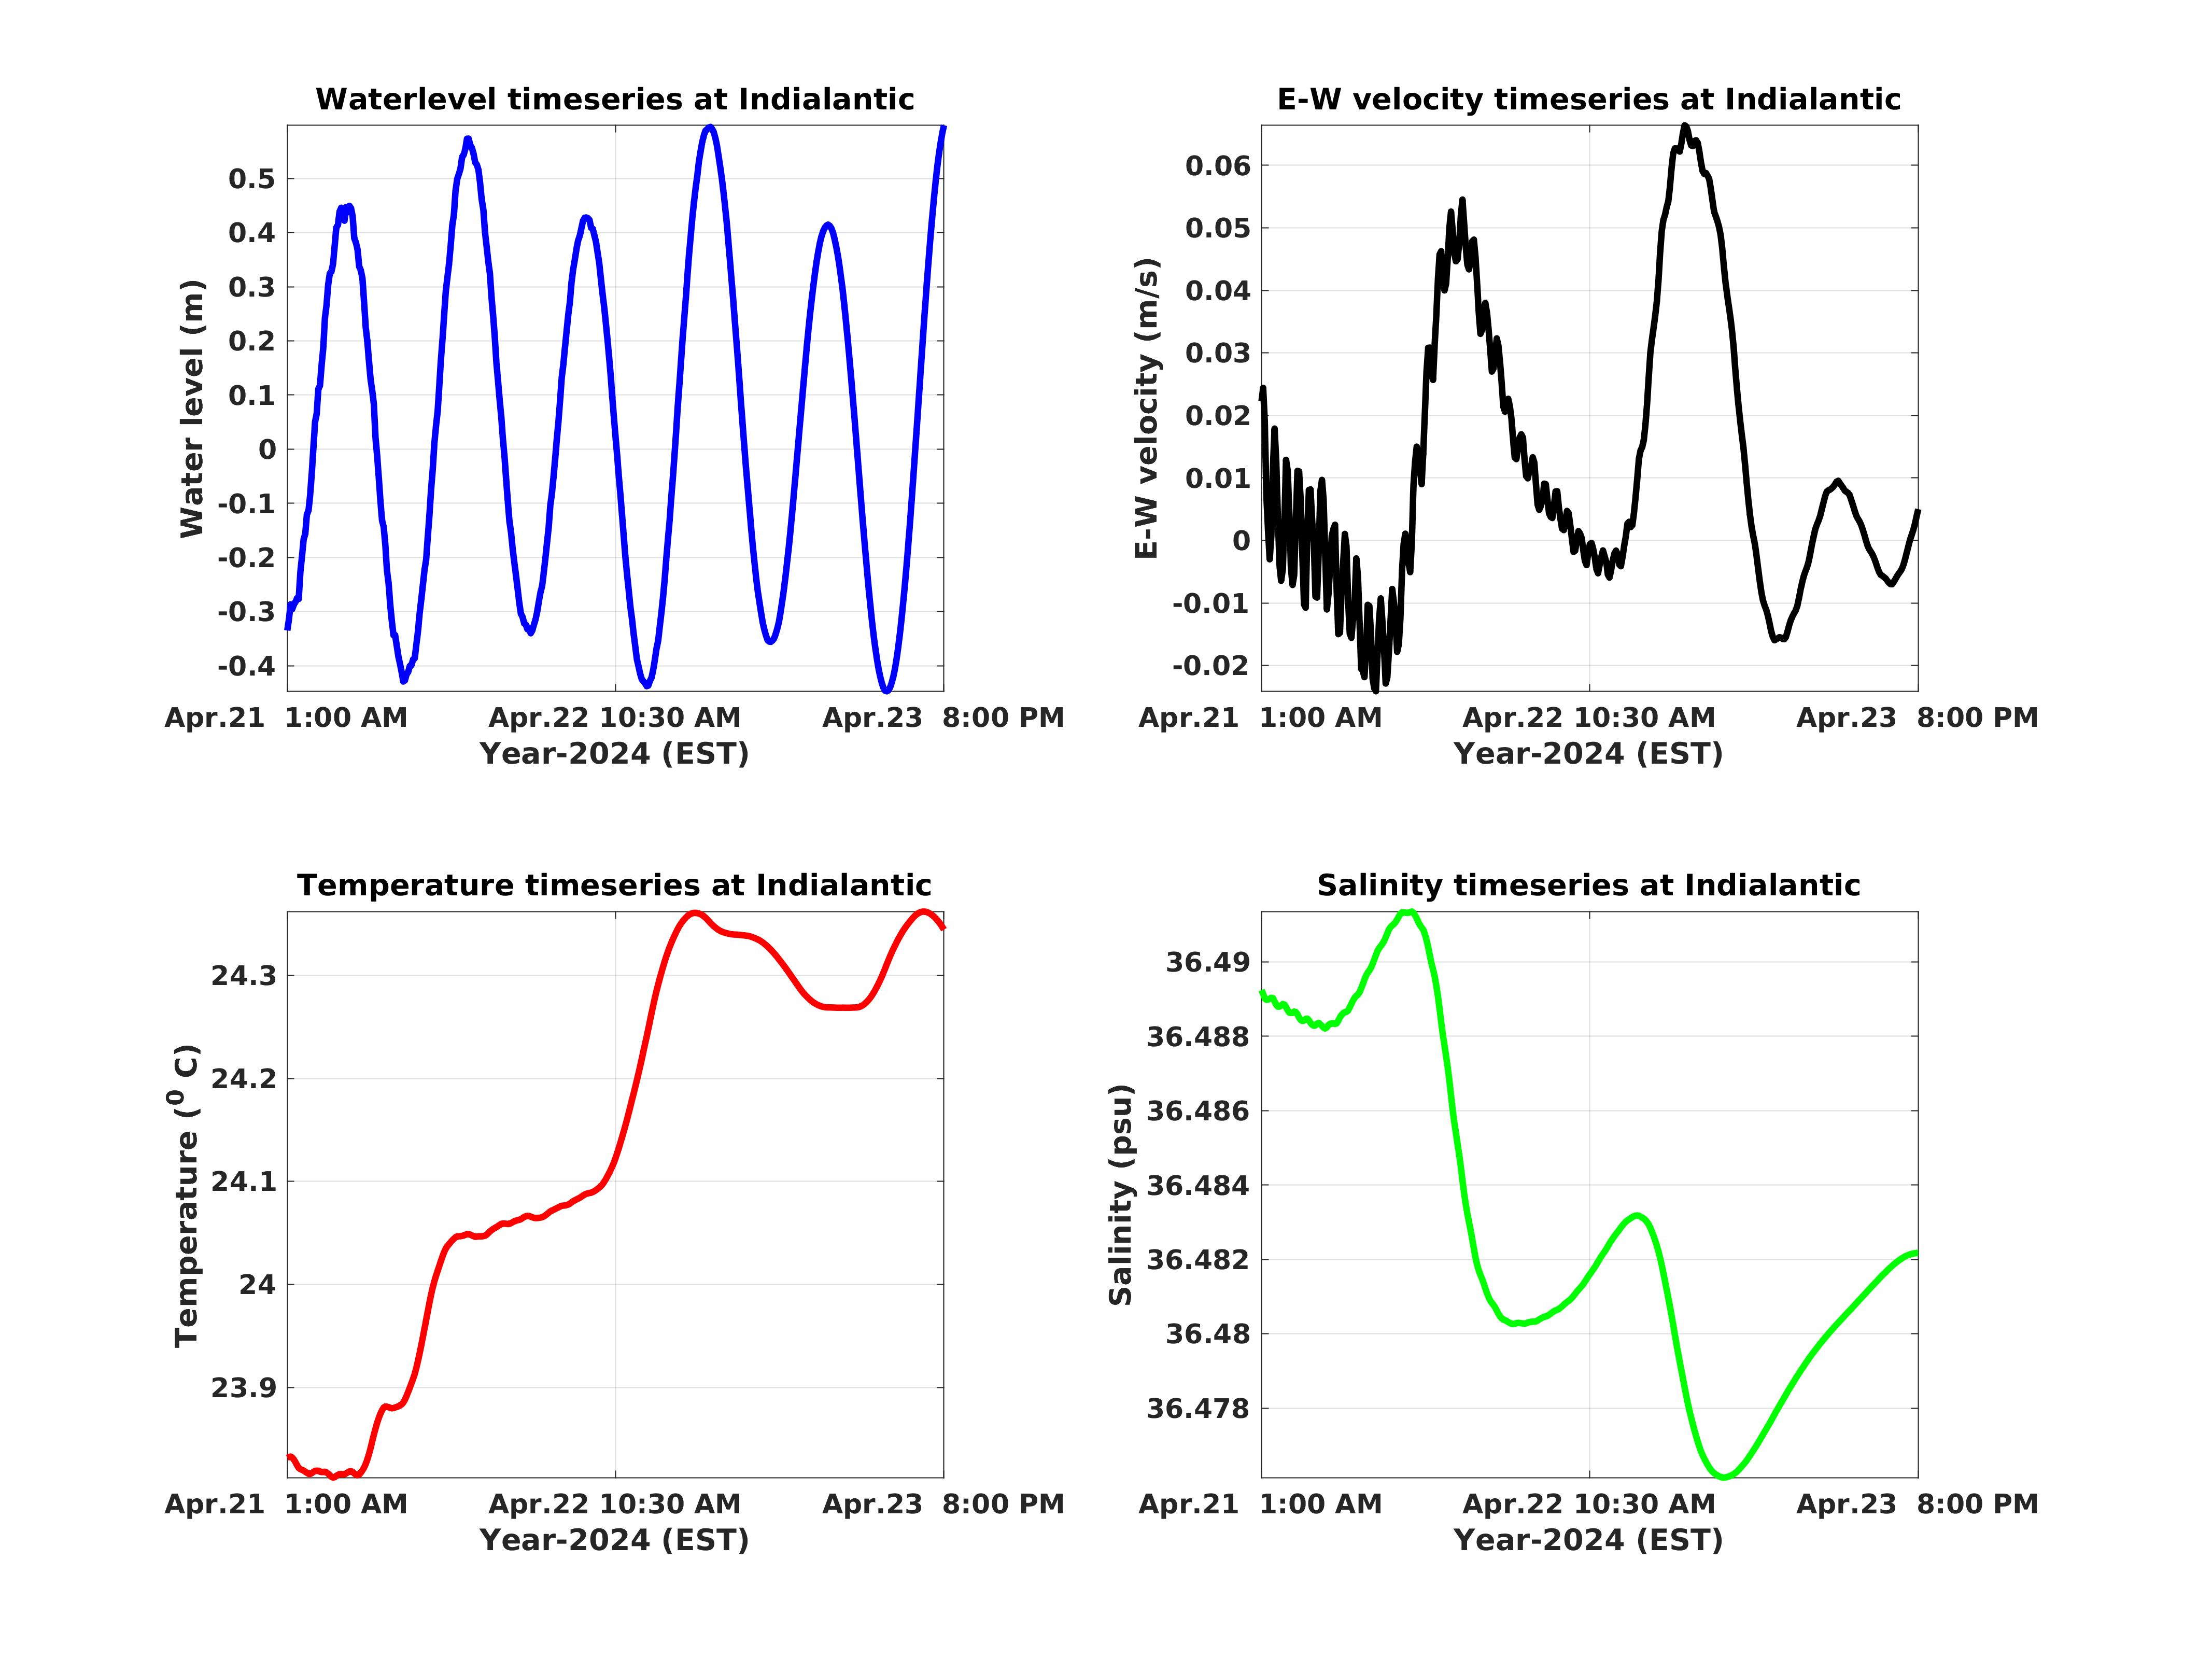 Waterlevel timeseries at Indialantic
Water level (m)
0.5
0.4
0.3
0.2
0.1
0
-0.1
-0.2
-0.3
-0.4
Apr.21 1:00 AM
Apr.22 10:30 AM
Apr.23 8:00 PM
Year-2024 (EST)
E-W velocity timeseries at Indialantic
E-W velocity (m/s)
0.06
0.05
0.04
0.03
0.02
0.01
0
-0.01
-0.02
Apr.21 1:00 AM
Apr.22 10:30 AM
Apr.23 8:00 PM
Year-2024 (EST)
Temperature timeseries at Indialantic
Temperature (⁰ C)
24.3
24.2
24.1
24
23.9
Apr.21 1:00 AM
Apr.22 10:30 AM
Apr.23 8:00 PM
Year-2024 (EST)
Salinity timeseries at Indialantic
Salinity (psu)
36.49
36.488
36.486
36.484
36.482
36.48
36.478
Apr.21 1:00 AM
Apr.22 10:30 AM
Apr.23 8:00 PM
Year-2024 (EST)